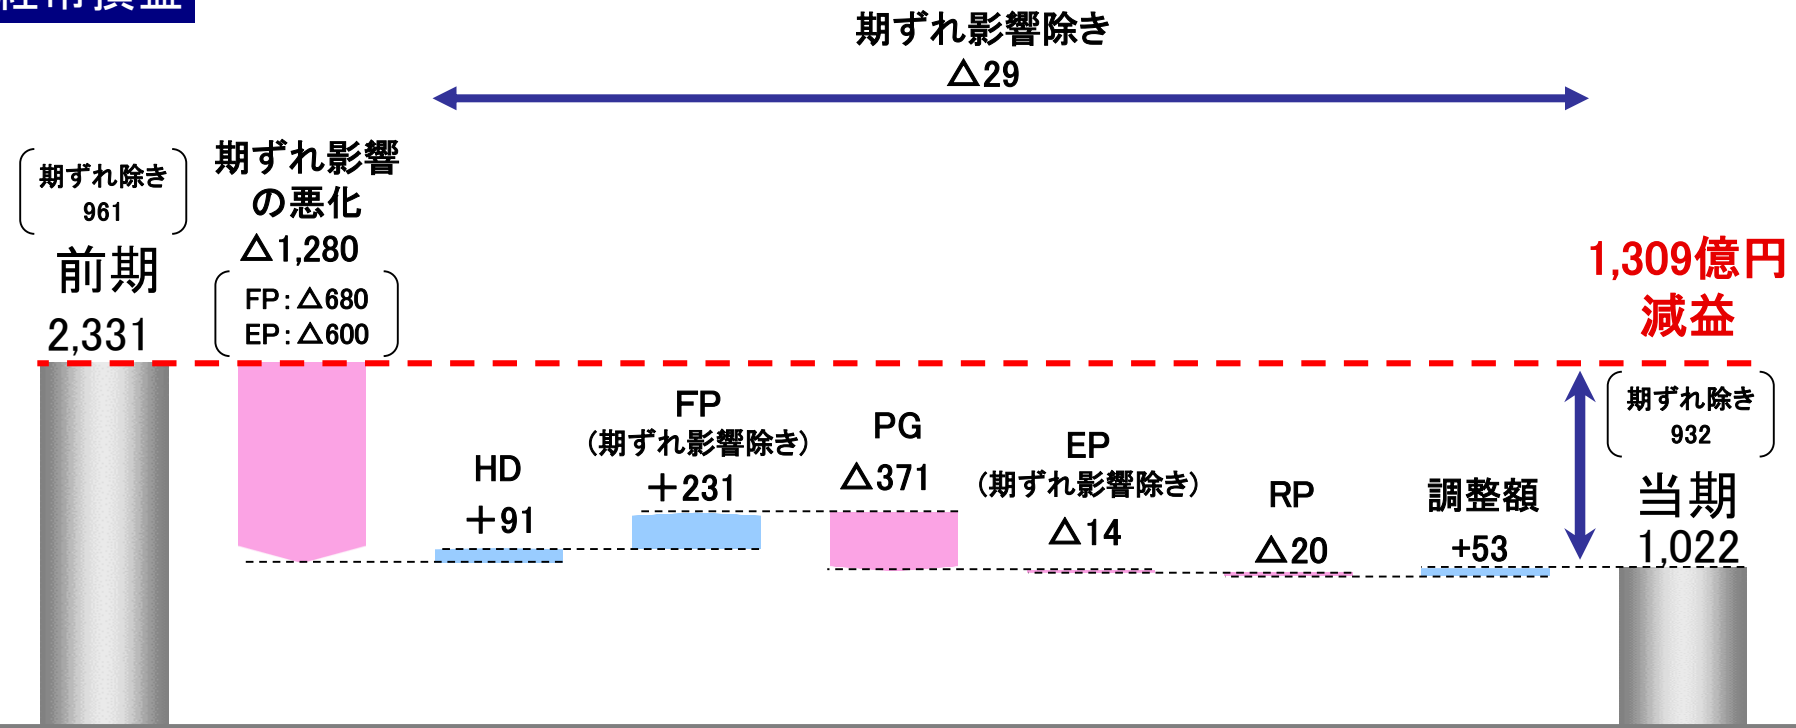 経常損益
期ずれ影響除き
△29
期ずれ除き
961
前期
2,331
期ずれ影響
の悪化
△1,280
FP:△680
EP:△600
HD
＋91
FP
(期ずれ影響除き)
＋231
PG
△371
EP
(期ずれ影響除き)
△14
RP
△20
調整額
+53
1,309億円
減益
期ずれ除き
932
当期
1,022